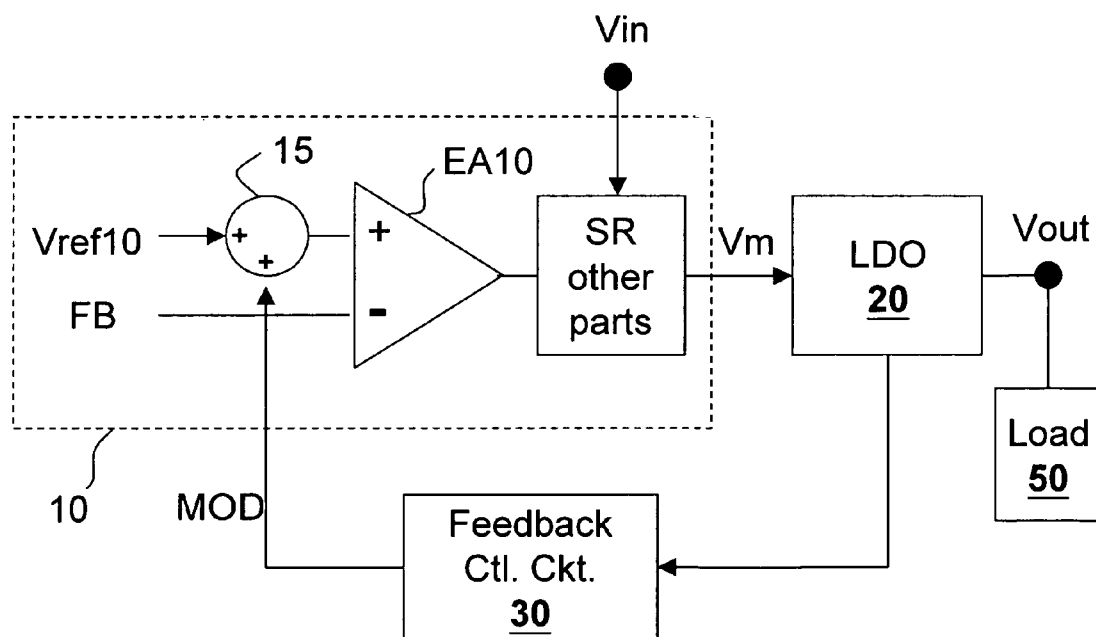 Vin
15
EA10
Vref10
+
+
+
-
FB
SR
other
parts
Vm
LDO
20
Vout
Load
50
10
MOD
Feedback
Ctl. Ckt.
30